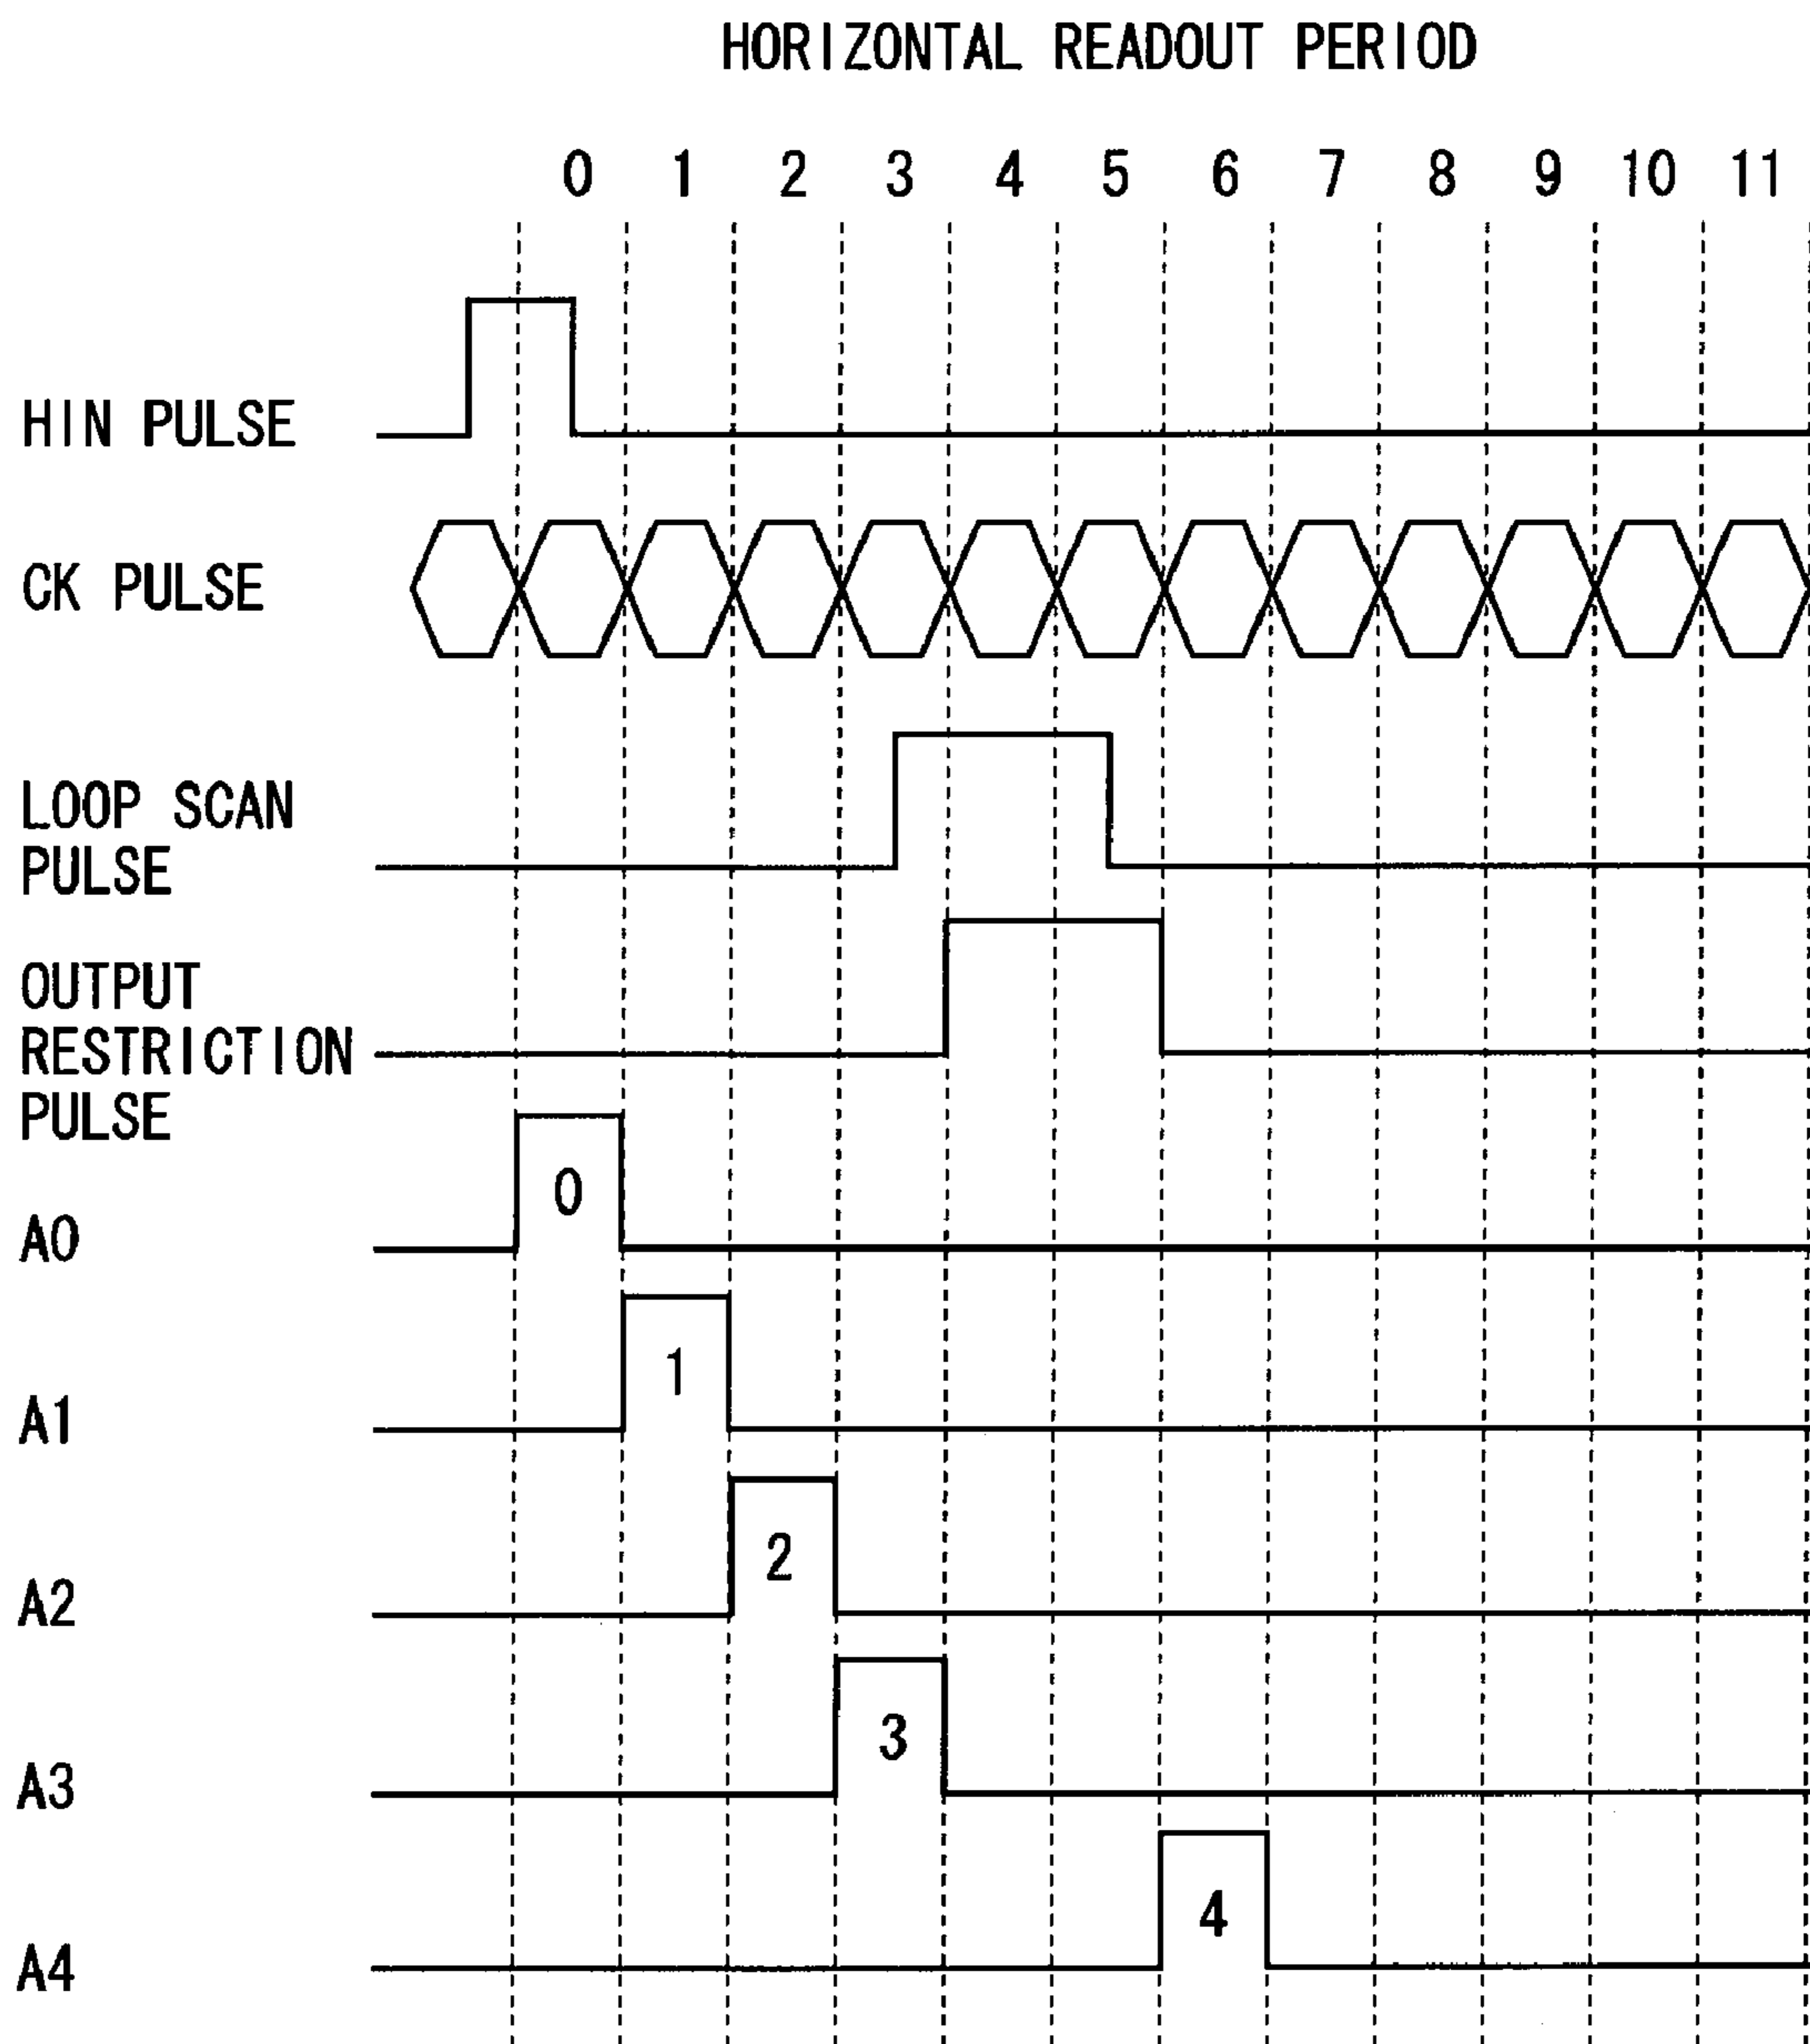 HORIZONTAL READOUT PERIOD
0 1 2 3 4 5 6 7 8 9 10 11
HIN PULSE
CK PULSE
LOOP SCAN
PULSE
OUTPUT
RESTRICTION
PULSE
0
A0
1
A1
2
A2
3
A3
4
A4